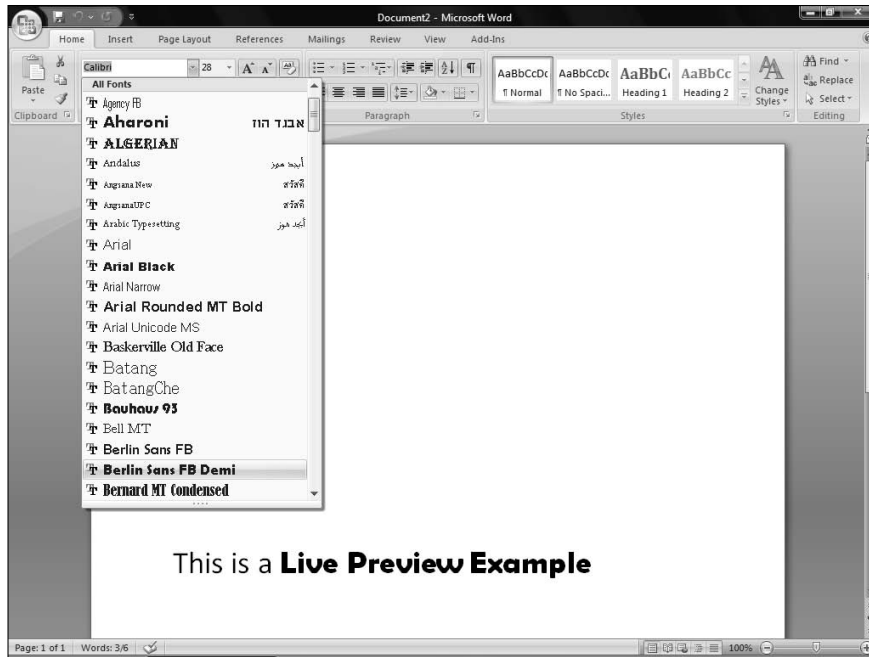 Document2 - Microsoft Word
Home Insert Page Layout References Mailings Review View Add-Ins
Calibri 28
Paste
Clipboard
Paragraph
AaBbCcDc AaBbCcDc AaBbC AaBbCc
¶ Normal ¶ No Spaci... Heading 1 Heading 2
Change Styles
Styles
Find
Replace
Select
Editing
All Fonts
Agency FB
Aharoni אבגד הוז
ALGERIAN
Andalus أبجد هوز
Angsana New สวัสดี
AngsanaUPC สวัสดี
Arabic Typesetting أبجد هوز
Arial
Arial Black
Arial Narrow
Arial Rounded MT Bold
Arial Unicode MS
Baskerville Old Face
Batang
BatangChe
Bauhaus 93
Bell MT
Berlin Sans FB
Berlin Sans FB Demi
Bernard MT Condensed
This is a Live Preview Example
Page: 1 of 1 Words: 3/6 100%